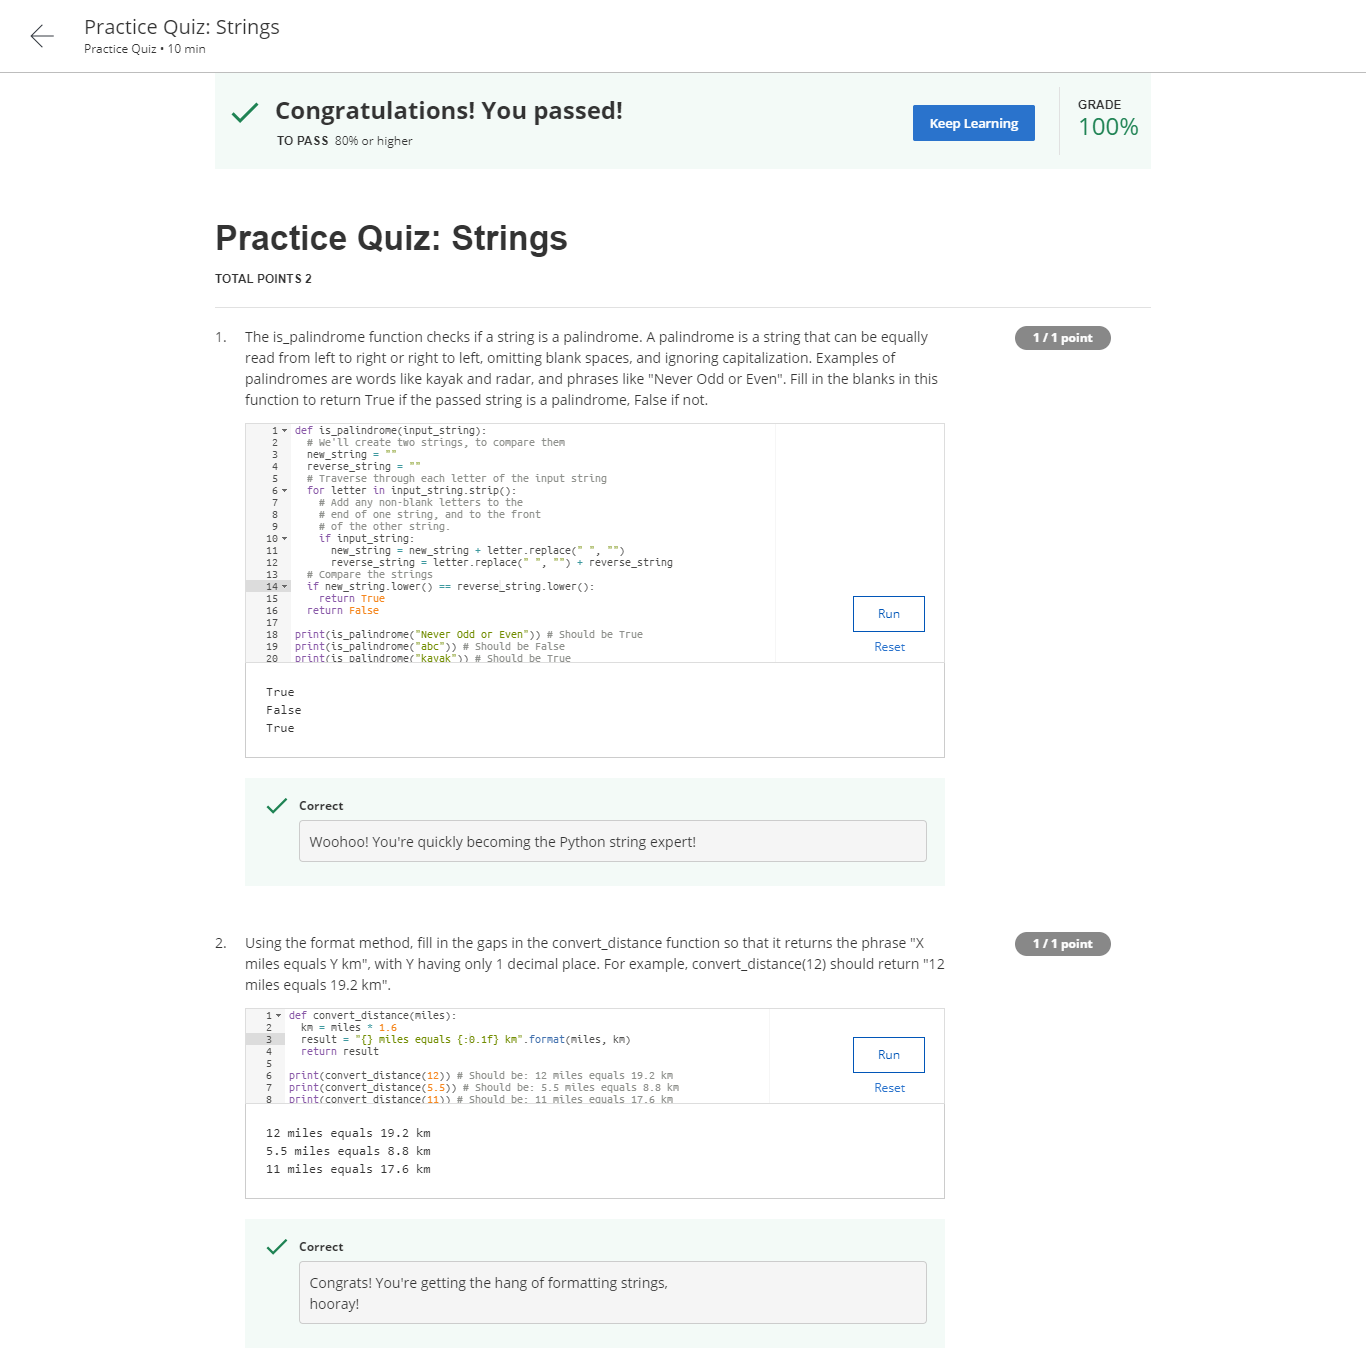 Practice Quiz: Strings
Practice Quiz • 10 min
Congratulations! You passed!
TO PASS 80% or higher
Keep Learning
GRADE
100%
Practice Quiz: Strings
TOTAL POINTS 2
1. The is_palindrome function checks if a string is a palindrome. A palindrome is a string that can be equally
read from left to right or right to left, omitting blank spaces, and ignoring capitalization. Examples of
palindromes are words like kayak and radar, and phrases like "Never Odd or Even". Fill in the blanks in this
function to return True if the passed string is a palindrome, False if not.
1 / 1 point
1 def is_palindrome(input_string):
2 # We'll create two strings, to compare them
3 new_string = ""
4 reverse_string = ""
5 # Traverse through each letter of the input string
6 for letter in input_string.strip():
7 # Add any non-blank letters to the
8 # end of one string, and to the front
9 # of the other string.
10 if input_string:
11 new_string = new_string + letter.replace(" ", "")
12 reverse_string = letter.replace(" ", "") + reverse_string
13 # Compare the strings
14 if new_string.lower() == reverse_string.lower():
15 return True
16 return False
17
18 print(is_palindrome("Never Odd or Even")) # Should be True
19 print(is_palindrome("abc")) # Should be False
20 print(is_palindrome("kayak")) # Should be True
Run
Reset
True
False
True
Correct
Woohoo! You're quickly becoming the Python string expert!
2. Using the format method, fill in the gaps in the convert_distance function so that it returns the phrase "X
miles equals Y km", with Y having only 1 decimal place. For example, convert_distance(12) should return "12
miles equals 19.2 km".
1 / 1 point
1 def convert_distance(miles):
2 km = miles * 1.6
3 result = "{} miles equals {:0.1f} km".format(miles, km)
4 return result
5
6 print(convert_distance(12)) # Should be: 12 miles equals 19.2 km
7 print(convert_distance(5.5)) # Should be: 5.5 miles equals 8.8 km
8 print(convert_distance(11)) # Should be: 11 miles equals 17.6 km
Run
Reset
12 miles equals 19.2 km
5.5 miles equals 8.8 km
11 miles equals 17.6 km
Correct
Congrats! You're getting the hang of formatting strings,
hooray!